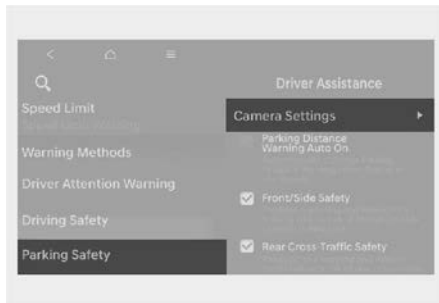 Driver Assistance
Speed Limit
Warning Methods
Driver Attention Warning
Driving Safety
Parking Safety
Camera Settings
Parking Distance
Warning Auto On
Front/Side Safety
Rear Cross-Traffic Safety